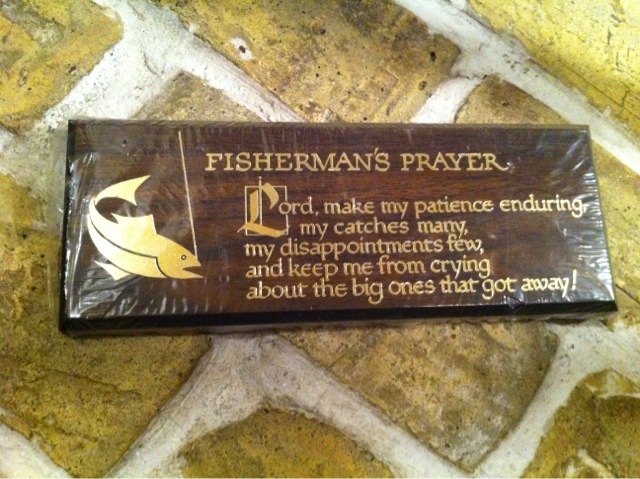 FISHERMAN'S PRAYER
Lord, make my patience enduring,
my catches many,
my disappointments few,
and keep me from crying
about the big ones that got away!